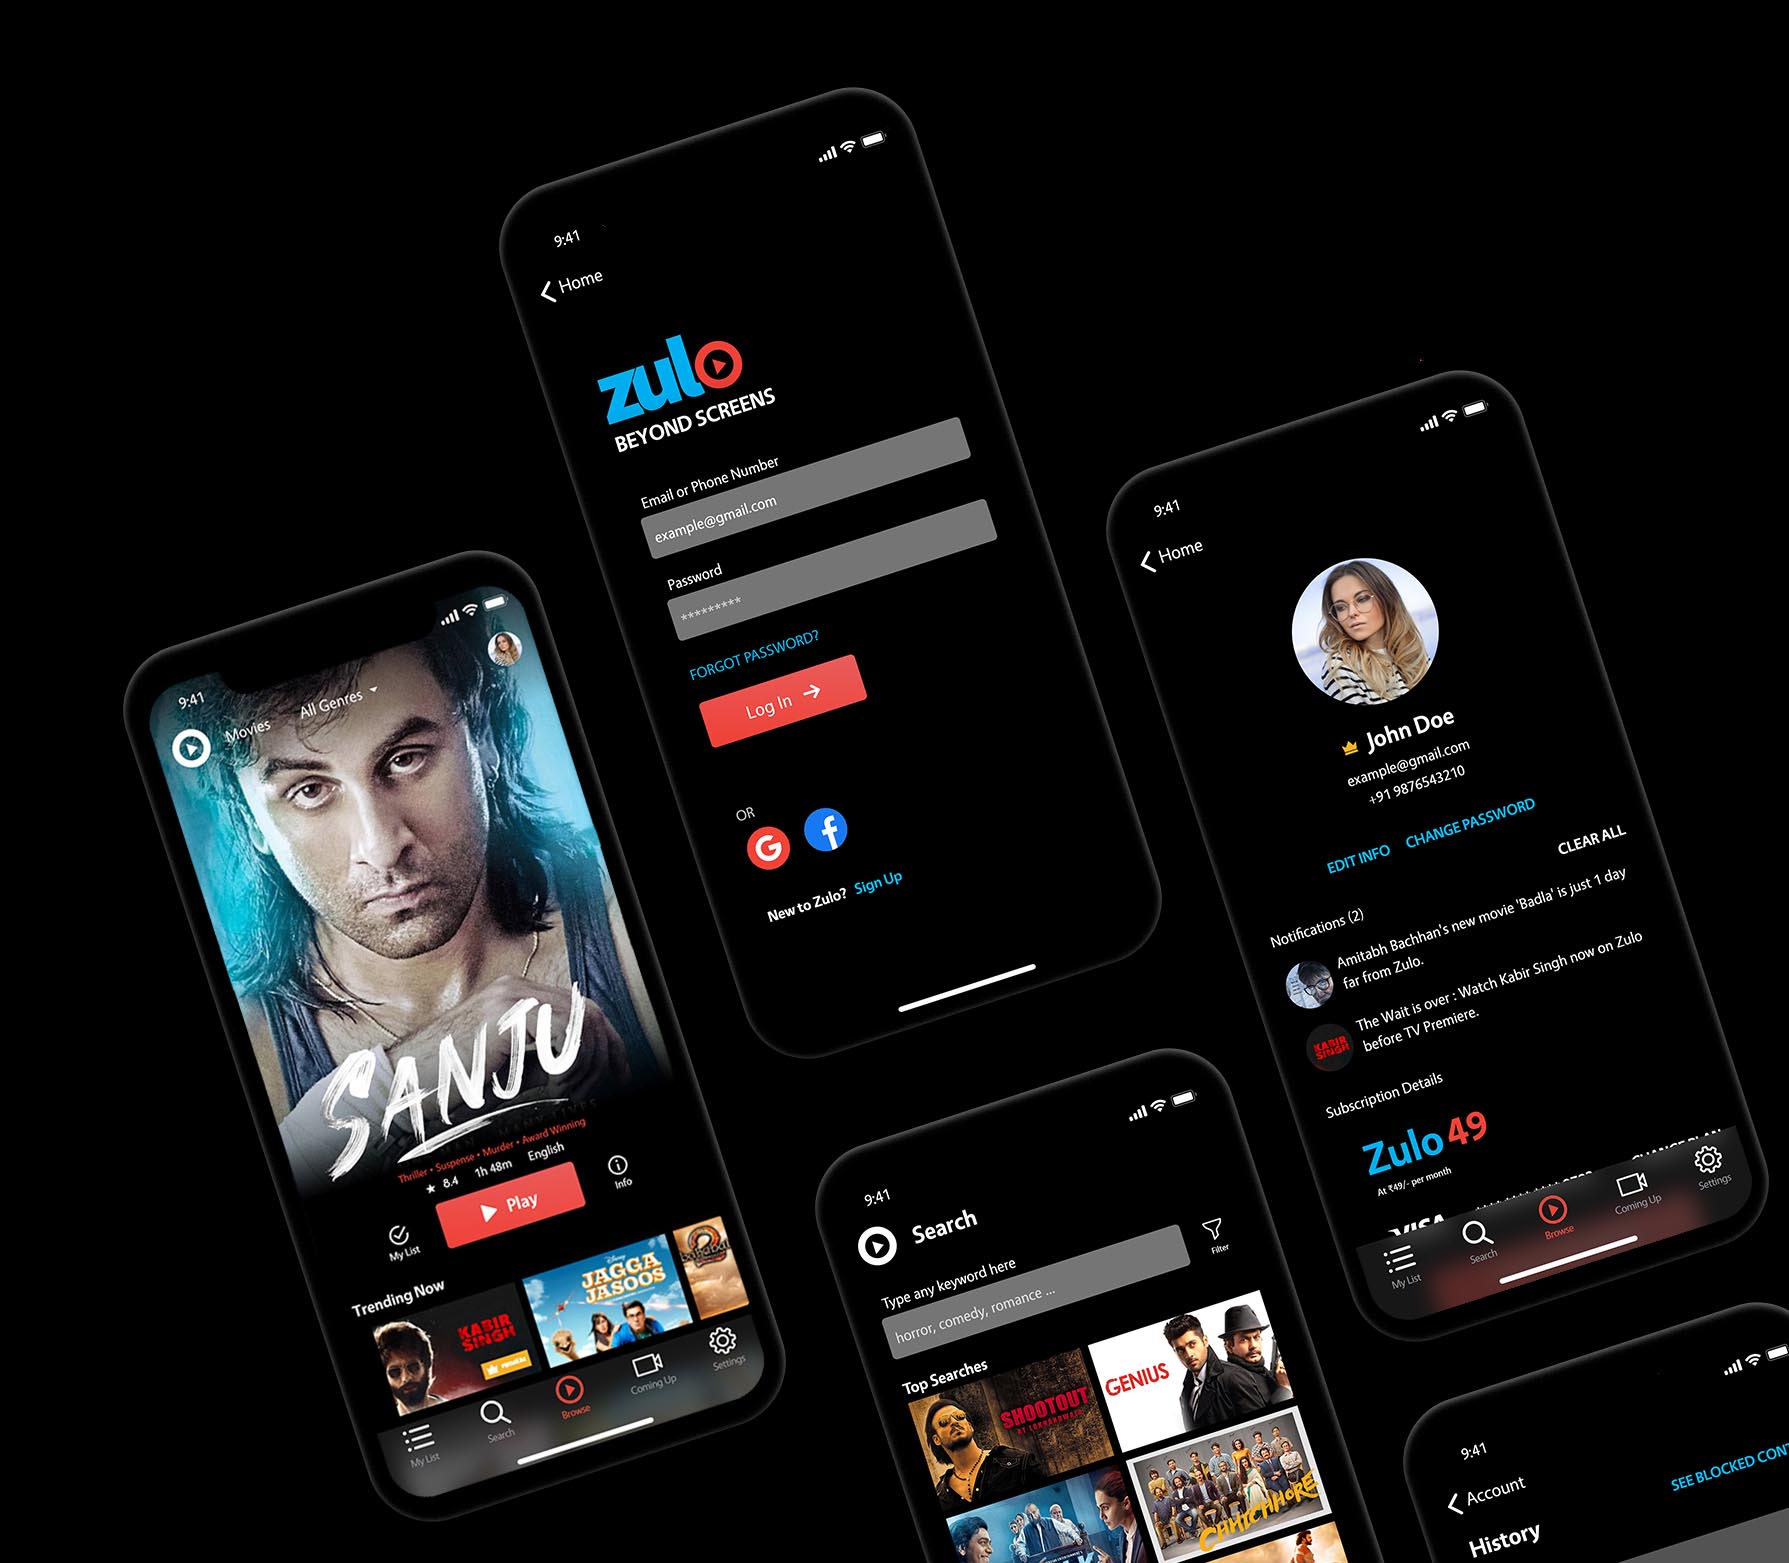 9:41
Movies
All Genres
SANJU
Thriller • Suspense • Murder • Award Winning
8.4 1h 48m English
My List
Play
Info
Trending Now
KABIR
SINGH
PREMIUM
Disney
JAGGA
JASOOS
My List
Search
Browse
Coming Up
Settings
9:41
Home
zulo
BEYOND SCREENS
Email or Phone Number
example@gmail.com
Password
*********
FORGOT PASSWORD?
Log In
OR
G
f
New to Zulo? Sign Up
9:41
Search
Type any keyword here
horror, comedy, romance ...
Filter
Top Searches
SHOOTOUT
AT LOKHANDWALA
GENIUS
CHHICHHORE
9:41
Home
John Doe
example@gmail.com
+91 9876543210
EDIT INFO
CHANGE PASSWORD
CLEAR ALL
Notifications (2)
Amitabh Bachhan's new movie 'Badla' is just 1 day
far from Zulo.
KABIR
SINGH
The Wait is over : Watch Kabir Singh now on Zulo
before TV Premiere.
Subscription Details
Zulo 49
At ₹49/- per month
CHANGE PLAN
VISA
My List
Search
Browse
Coming Up
Settings
9:41
Account
SEE BLOCKED CONT
History